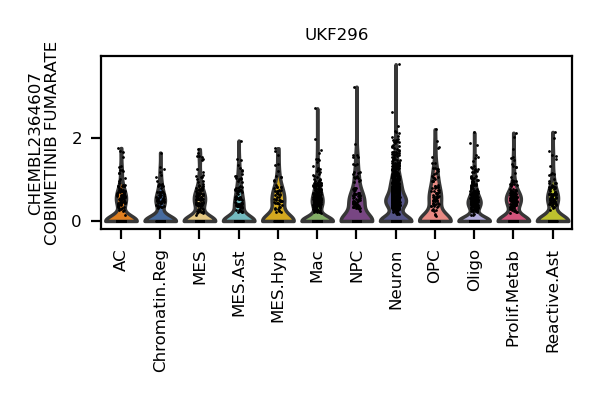 UKF296
CHEMBL2364607
COBIMETINIB FUMARATE
2
0
AC
Chromatin.Reg
MES
MES.Ast
MES.Hyp
Mac
NPC
Neuron
OPC
Oligo
Prolif.Metab
Reactive.Ast